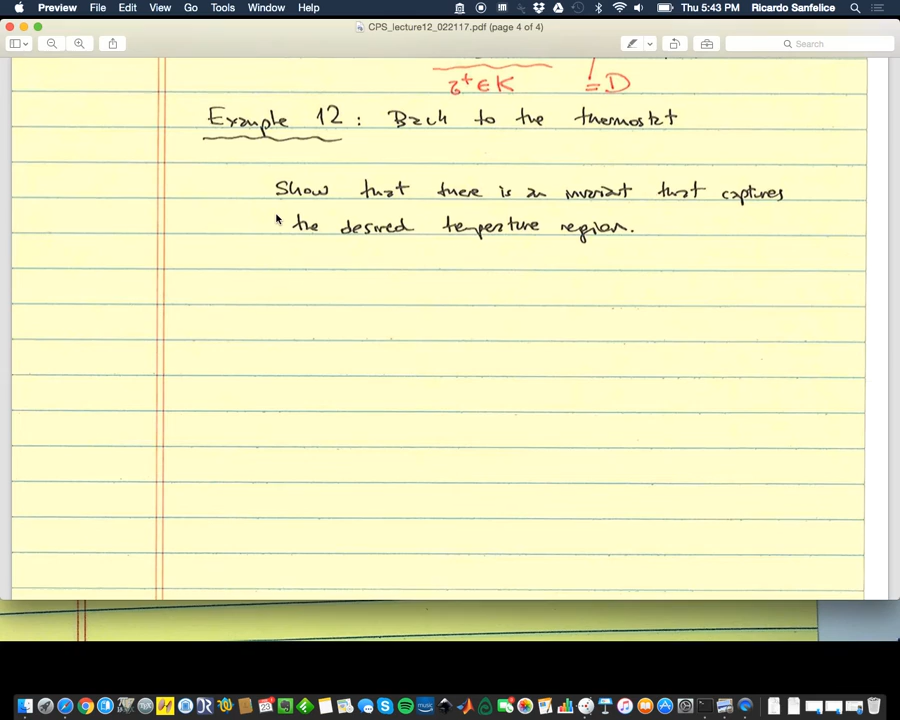 Preview File Edit View Go Tools Window Help Thu 5:43 PM Ricardo Sanfelice
CPS_lecture12_022117.pdf (page 4 of 4)
Search
z⁺ ∈ K = D
Example 12 : Back to the thermostat
Show that there is an invariant that captures
the desired temperature region.